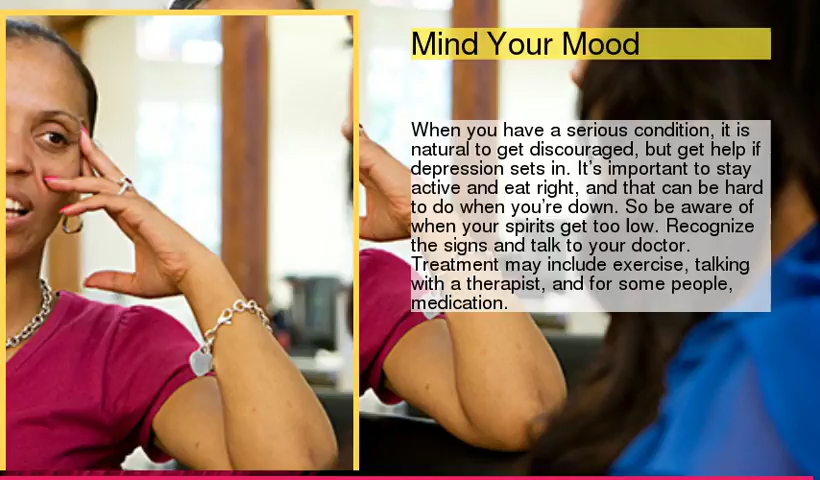 Mind Your Mood
When you have a serious condition, it is
natural to get discouraged, but get help if
depression sets in. It’s important to stay
active and eat right, and that can be hard
to do when you’re down. So be aware of
when your spirits get too low. Recognize
the signs and talk to your doctor.
Treatment may include exercise, talking
with a therapist, and for some people,
medication.